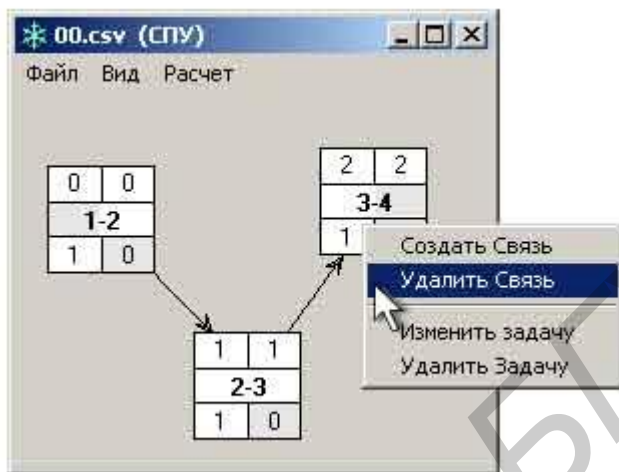 00.csv (СПУ)
Файл Вид Расчет
0 0
1-2
1 0
2 2
3-4
1
1 1
2-3
1 0
Создать Связь
Удалить Связь
Изменить задачу
Удалить Задачу